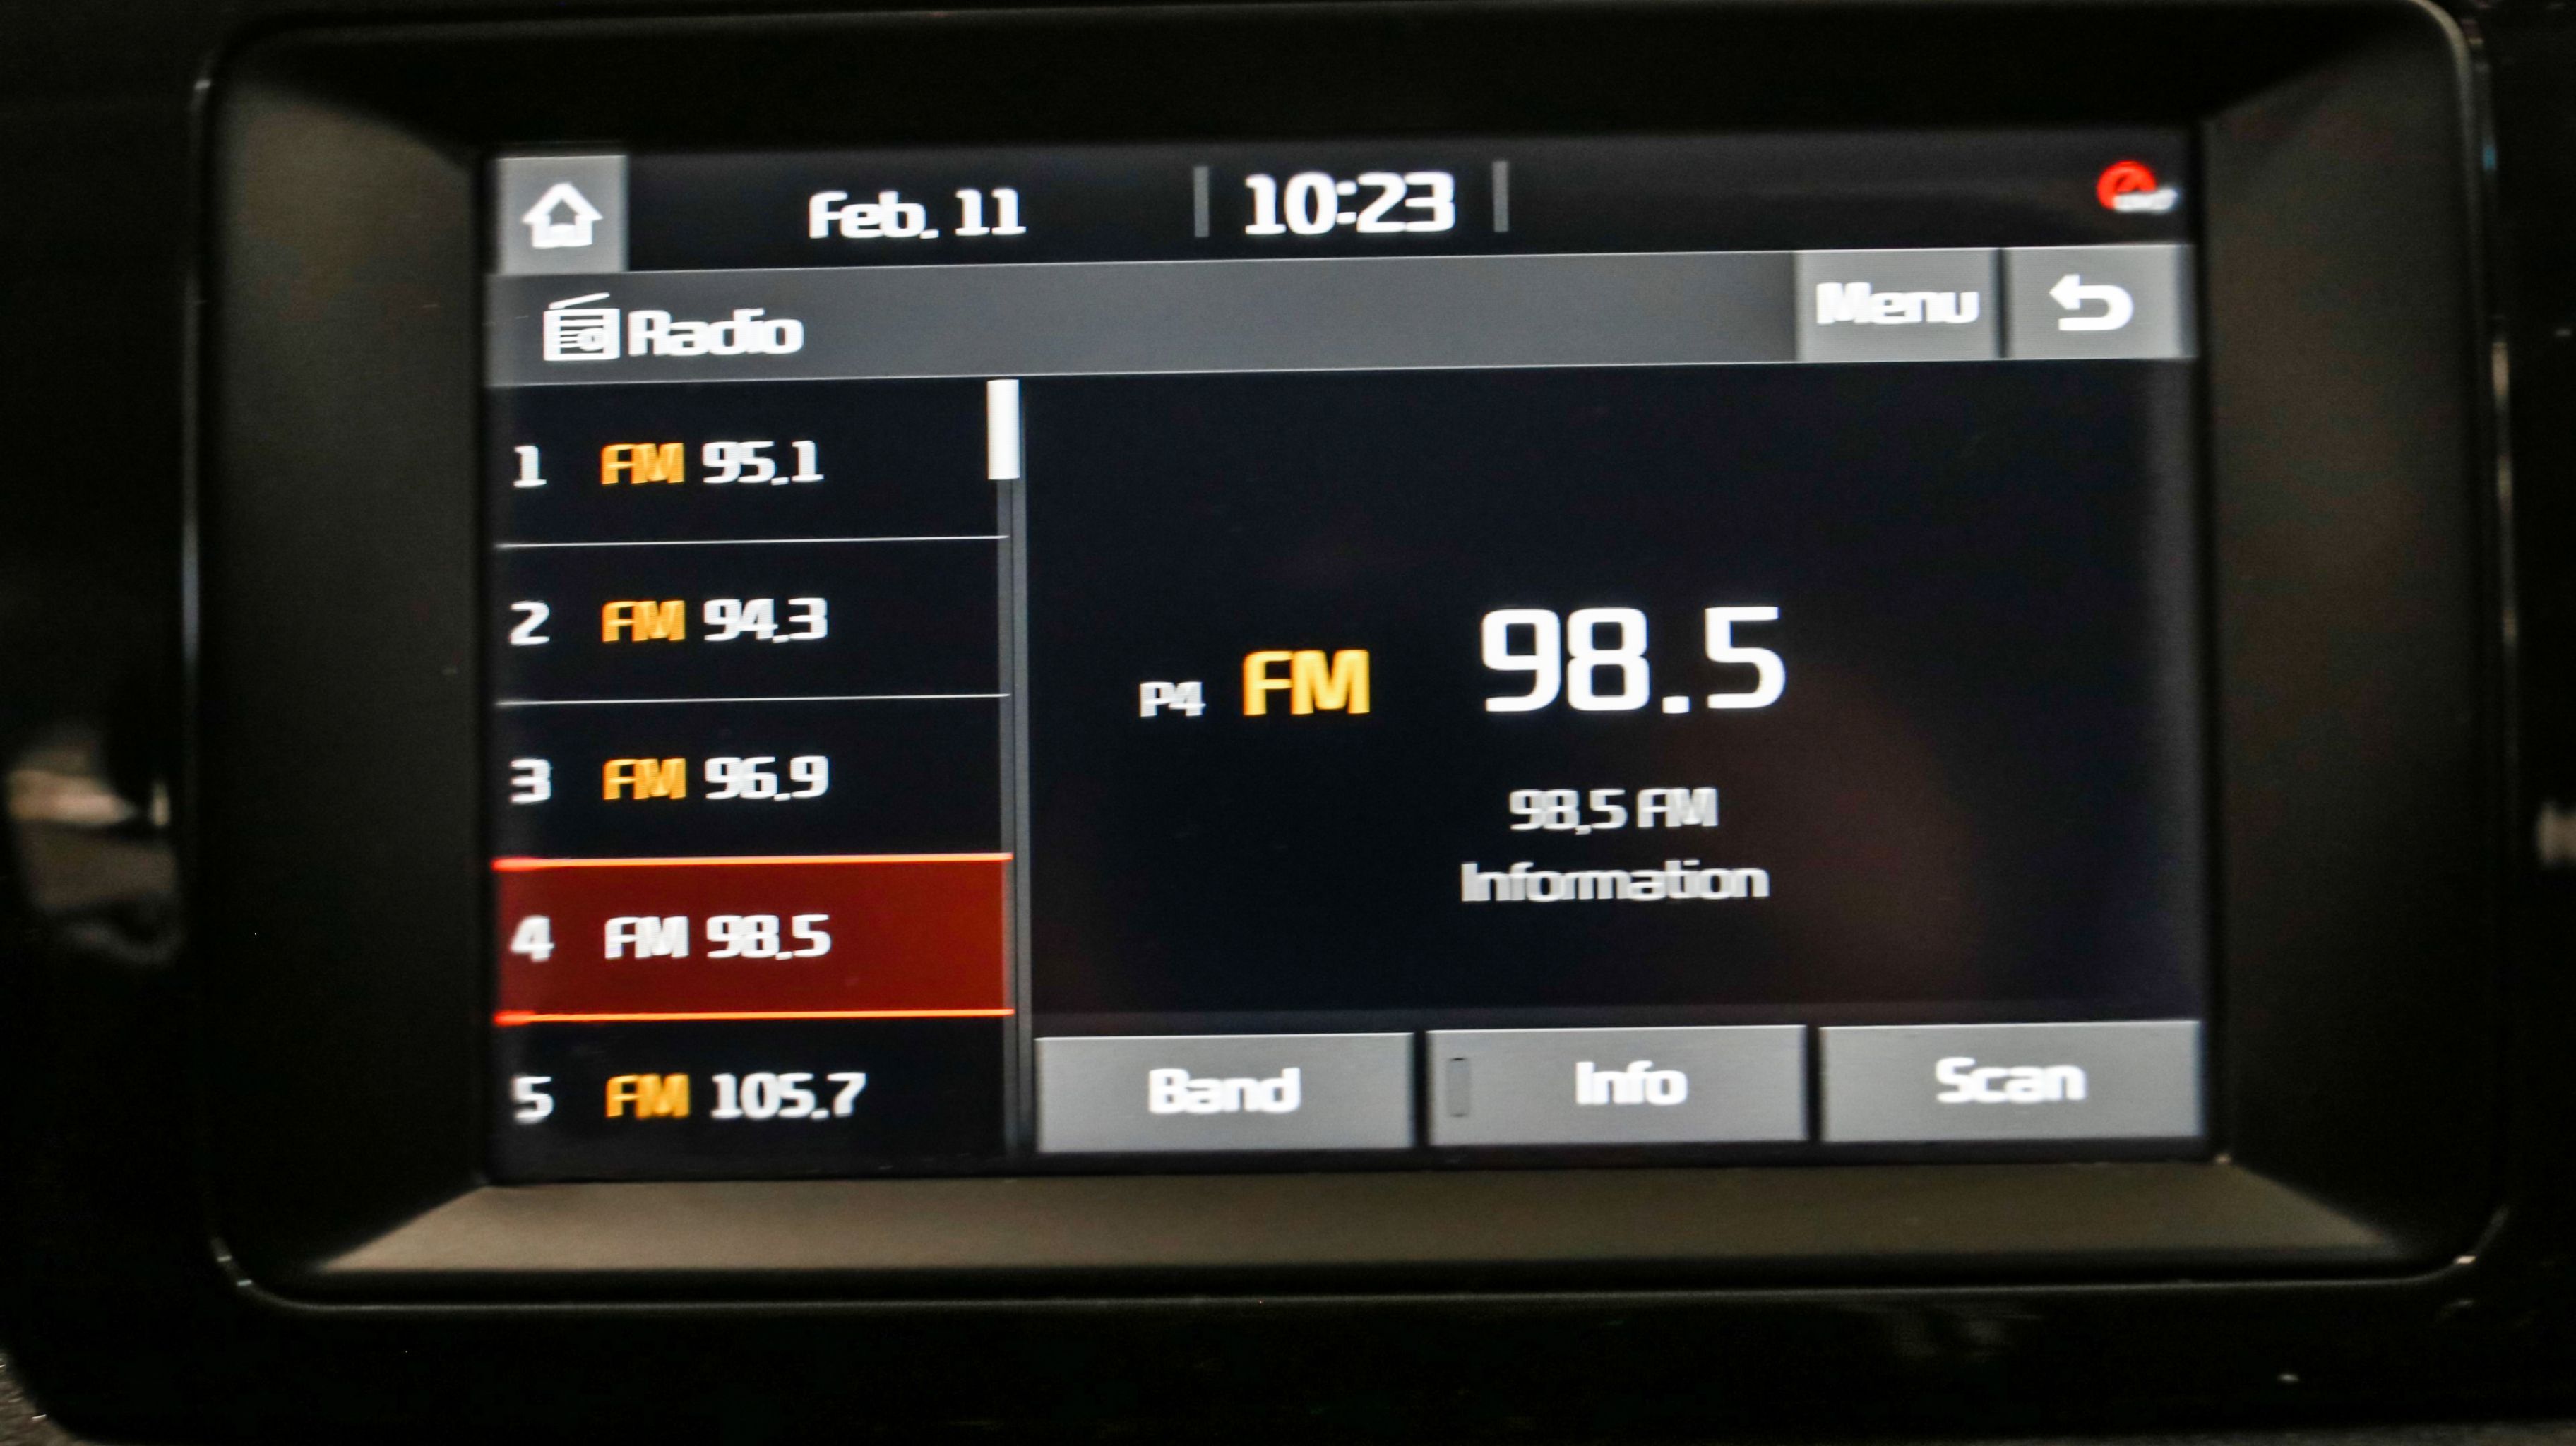 Feb. 11 10:23
Radio Menu
1 FM 95.1
2 FM 94.3
3 FM 96.9
4 FM 98.5
5 FM 105.7
P4 FM 98.5
98,5 FM
Information
Band Info Scan